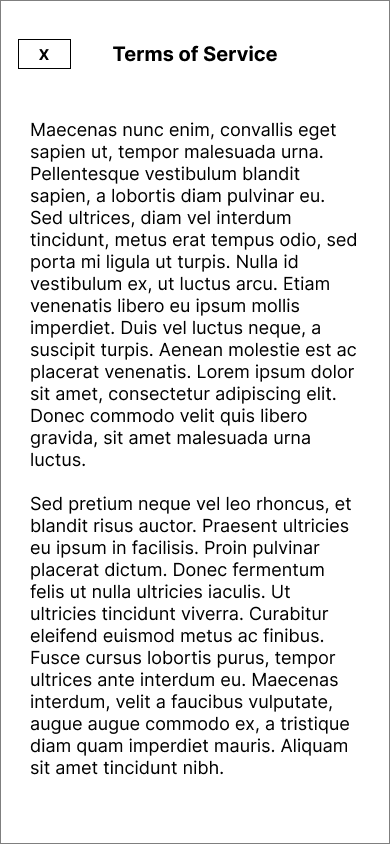 X
Terms of Service
Maecenas nunc enim, convallis eget
sapien ut, tempor malesuada urna.
Pellentesque vestibulum blandit
sapien, a lobortis diam pulvinar eu.
Sed ultrices, diam vel interdum
tincidunt, metus erat tempus odio, sed
porta mi ligula ut turpis. Nulla id
vestibulum ex, ut luctus arcu. Etiam
venenatis libero eu ipsum mollis
imperdiet. Duis vel luctus neque, a
suscipit turpis. Aenean molestie est ac
placerat venenatis. Lorem ipsum dolor
sit amet, consectetur adipiscing elit.
Donec commodo velit quis libero
gravida, sit amet malesuada urna
luctus.
Sed pretium neque vel leo rhoncus, et
blandit risus auctor. Praesent ultricies
eu ipsum in facilisis. Proin pulvinar
placerat dictum. Donec fermentum
felis ut nulla ultricies iaculis. Ut
ultricies tincidunt viverra. Curabitur
eleifend euismod metus ac finibus.
Fusce cursus lobortis purus, tempor
ultrices ante interdum eu. Maecenas
interdum, velit a faucibus vulputate,
augue augue commodo ex, a tristique
diam quam imperdiet mauris. Aliquam
sit amet tincidunt nibh.